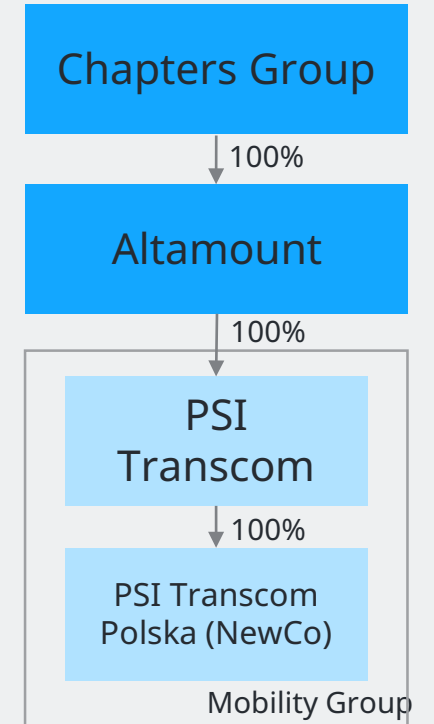 Chapters Group
100%
Altamount
100%
PSI
Transcom
100%
PSI Transcom
Polska (NewCo)
Mobility Group